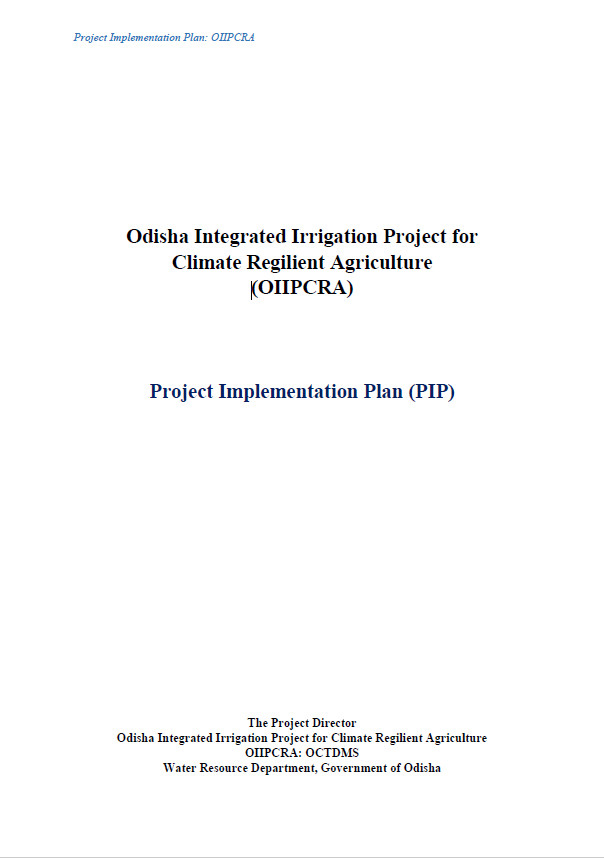 Project Implementation Plan: OIIPCRA
Odisha Integrated Irrigation Project for
Climate Regilient Agriculture
(OIIPCRA)
Project Implementation Plan (PIP)
The Project Director
Odisha Integrated Irrigation Project for Climate Regilient Agriculture
OIIPCRA: OCTDMS
Water Resource Department, Government of Odisha